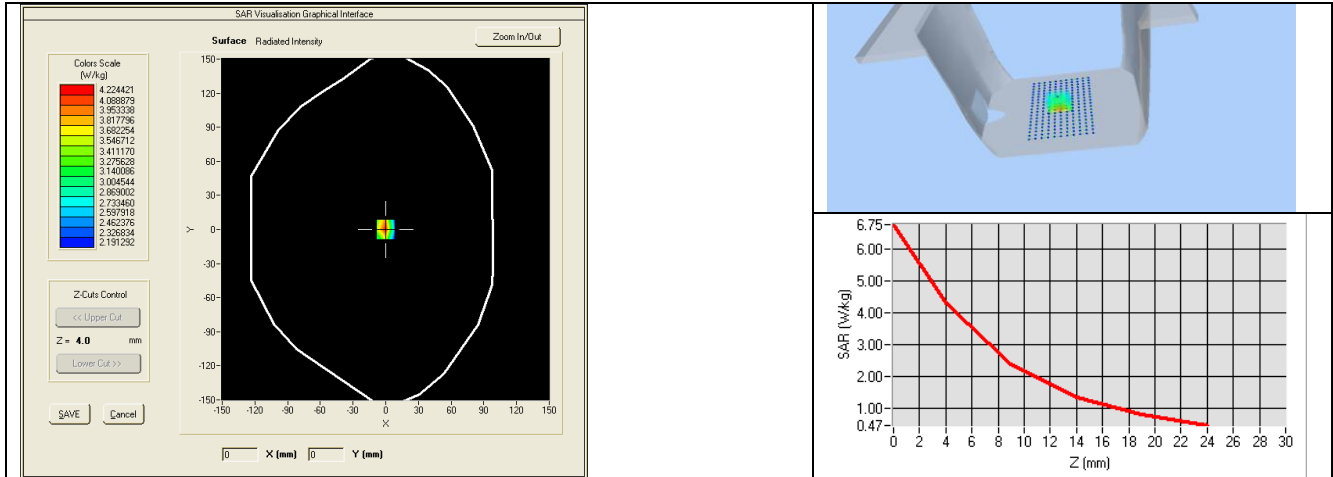 SAR Visualisation Graphical Interface
Surface Radiated Intensity
Zoom In/Out
Colors Scale
(W/kg)
4.224421
4.088879
3.953338
3.817796
3.682254
3.546712
3.411170
3.275628
3.140086
3.004544
2.869002
2.733460
2.597918
2.462376
2.326834
2.191292
Z-Cuts Control
<< Upper Cut
Z = 4.0 mm
Lower Cut >>
SAVE Cancel
150
120
90
60
30
0
-30
-60
-90
-120
-150
Y
-150 -120 -90 -60 -30 0 30 60 90 120 150
X
0 X (mm) 0 Y (mm)
6.75
6.00
5.00
4.00
3.00
2.00
1.00
0.47
SAR (W/kg)
0 2 4 6 8 10 12 14 16 18 20 22 24 26 28 30
Z (mm)